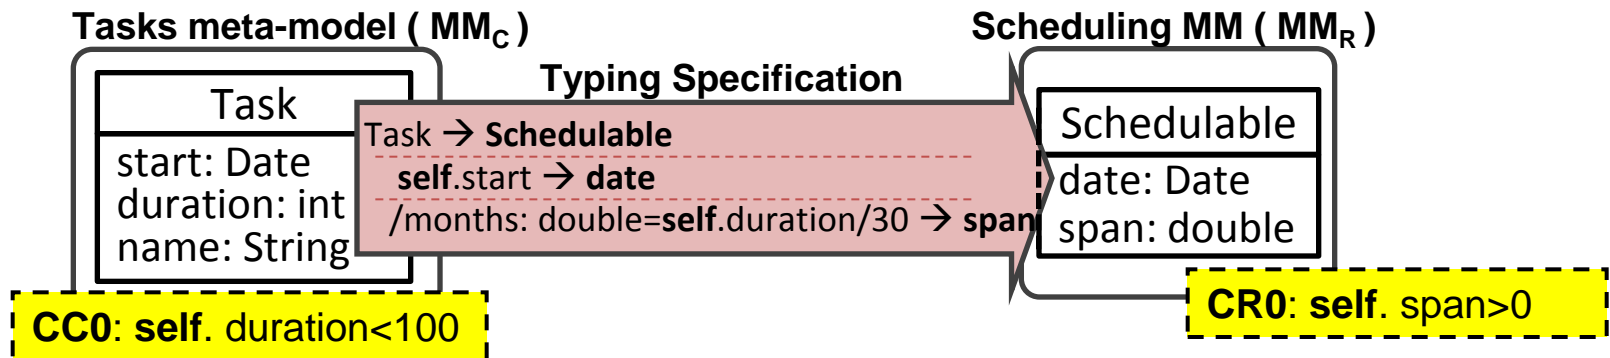 Tasks meta-model ( MMC )
Task
start: Date
duration: int
name: String
CC0: self. duration<100
Typing Specification
Task → Schedulable
self.start → date
/months: double=self.duration/30 → span
Scheduling MM ( MMR )
Schedulable
date: Date
span: double
CR0: self. span>0